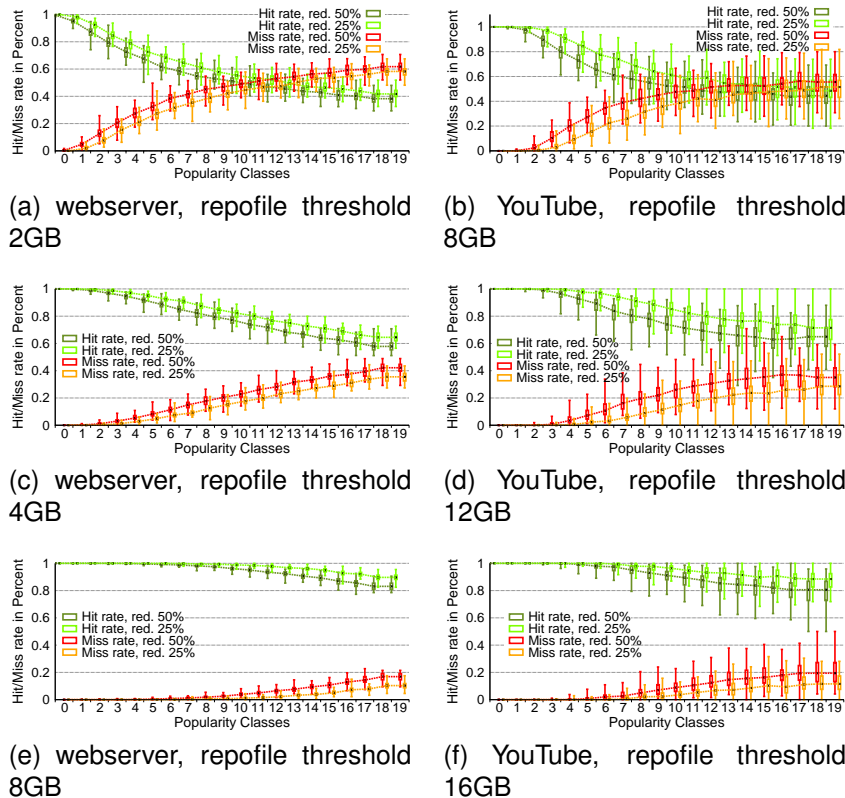 Hit/Miss rate in Percent
1
0.8
0.6
0.4
0.2
0
Hit rate, red. 50%
Hit rate, red. 25%
Miss rate, red. 50%
Miss rate, red. 25%
0 1 2 3 4 5 6 7 8 9 10 11 12 13 14 15 16 17 18 19
Popularity Classes
(a) webserver, repofile threshold
2GB
Hit/Miss rate in Percent
1
0.8
0.6
0.4
0.2
0
Hit rate, red. 50%
Hit rate, red. 25%
Miss rate, red. 50%
Miss rate, red. 25%
0 1 2 3 4 5 6 7 8 9 10 11 12 13 14 15 16 17 18 19
Popularity Classes
(b) YouTube, repofile threshold
8GB
Hit/Miss rate in Percent
1
0.8
0.6
0.4
0.2
0
Hit rate, red. 50%
Hit rate, red. 25%
Miss rate, red. 50%
Miss rate, red. 25%
0 1 2 3 4 5 6 7 8 9 10 11 12 13 14 15 16 17 18 19
Popularity Classes
(c) webserver, repofile threshold
4GB
Hit/Miss rate in Percent
1
0.8
0.6
0.4
0.2
0
Hit rate, red. 50%
Hit rate, red. 25%
Miss rate, red. 50%
Miss rate, red. 25%
0 1 2 3 4 5 6 7 8 9 10 11 12 13 14 15 16 17 18 19
Popularity Classes
(d) YouTube, repofile threshold
12GB
Hit/Miss rate in Percent
1
0.8
0.6
0.4
0.2
0
Hit rate, red. 50%
Hit rate, red. 25%
Miss rate, red. 50%
Miss rate, red. 25%
0 1 2 3 4 5 6 7 8 9 10 11 12 13 14 15 16 17 18 19
Popularity Classes
(e) webserver, repofile threshold
8GB
Hit/Miss rate in Percent
1
0.8
0.6
0.4
0.2
0
Hit rate, red. 50%
Hit rate, red. 25%
Miss rate, red. 50%
Miss rate, red. 25%
0 1 2 3 4 5 6 7 8 9 10 11 12 13 14 15 16 17 18 19
Popularity Classes
(f) YouTube, repofile threshold
16GB